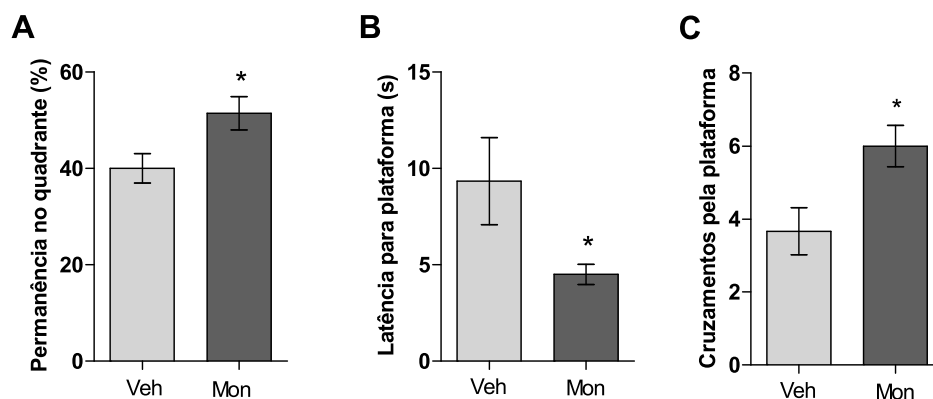 A
Permanência no quadrante (%)
60
40
20
0
*
Veh
Mon
B
Latência para plataforma (s)
15
10
5
0
*
Veh
Mon
C
Cruzamentos pela plataforma
8
6
4
2
0
*
Veh
Mon